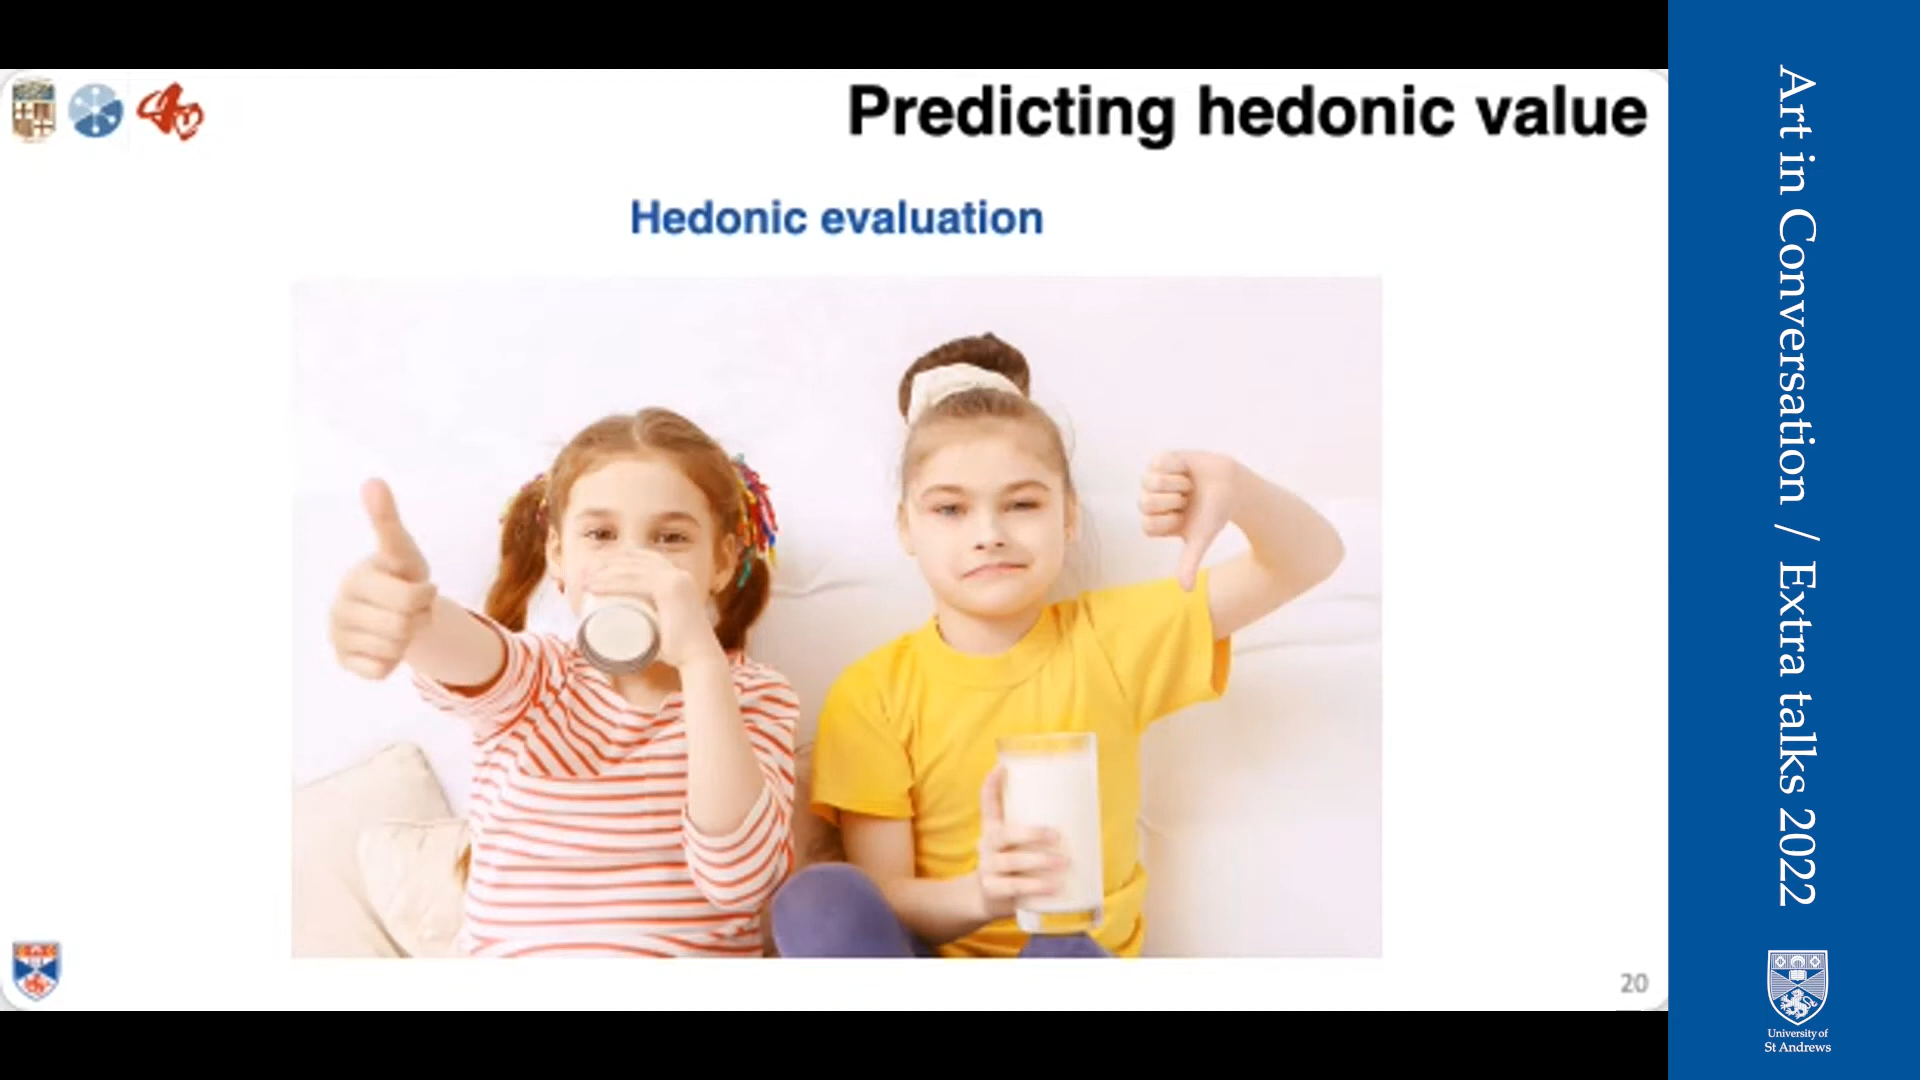 Predicting hedonic value
Hedonic evaluation
20
Art in Conversation / Extra talks 2022
University of
St Andrews